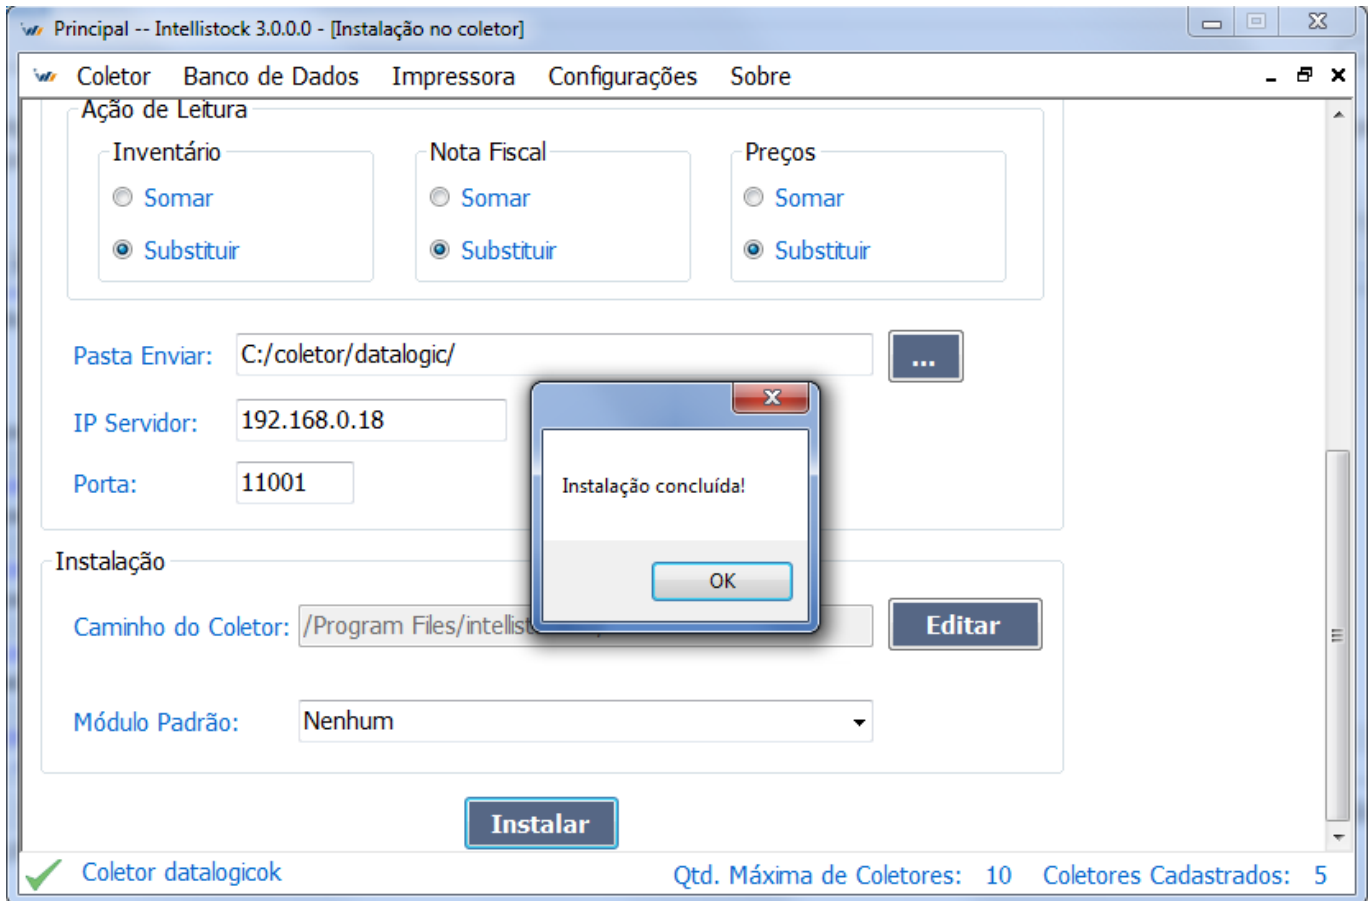 Principal -- Intellistock 3.0.0.0 - [Instalação no coletor]
Coletor Banco de Dados Impressora Configurações Sobre
Ação de Leitura
Inventário Nota Fiscal Preços
Somar Somar Somar
Substituir Substituir Substituir
Pasta Enviar: C:/coletor/datalogic/ ...
IP Servidor: 192.168.0.18
Porta: 11001
Instalação concluída!
OK
Instalação
Caminho do Coletor: /Program Files/ Editar
Módulo Padrão: Nenhum
Instalar
Coletor datalogicok Qtd. Máxima de Coletores: 10 Coletores Cadastrados: 5